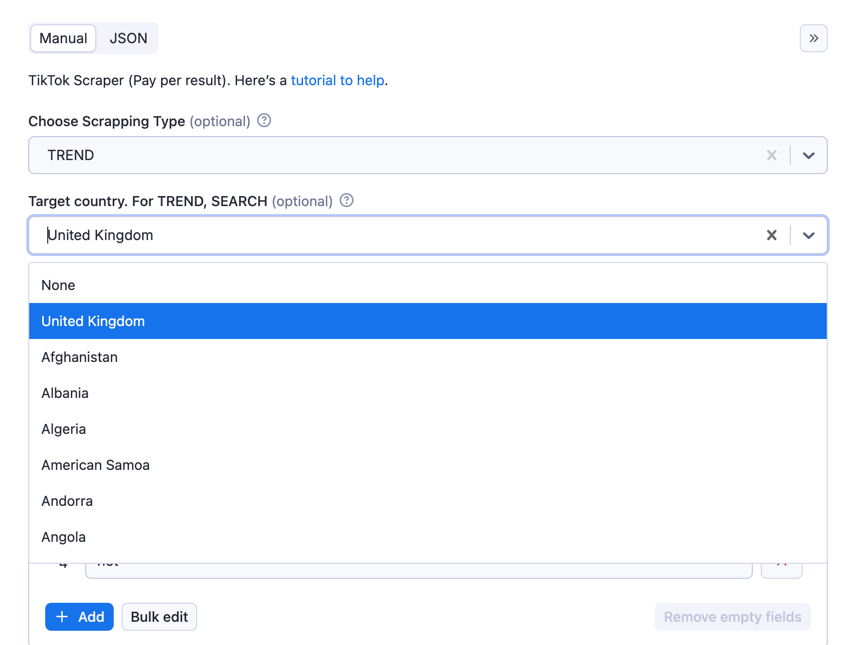 Manual JSON
TikTok Scraper (Pay per result). Here's a tutorial to help.
Choose Scrapping Type (optional)
TREND
Target country. For TREND, SEARCH (optional)
United Kingdom
None
United Kingdom
Afghanistan
Albania
Algeria
American Samoa
Andorra
Angola
+ Add Bulk edit Remove empty fields